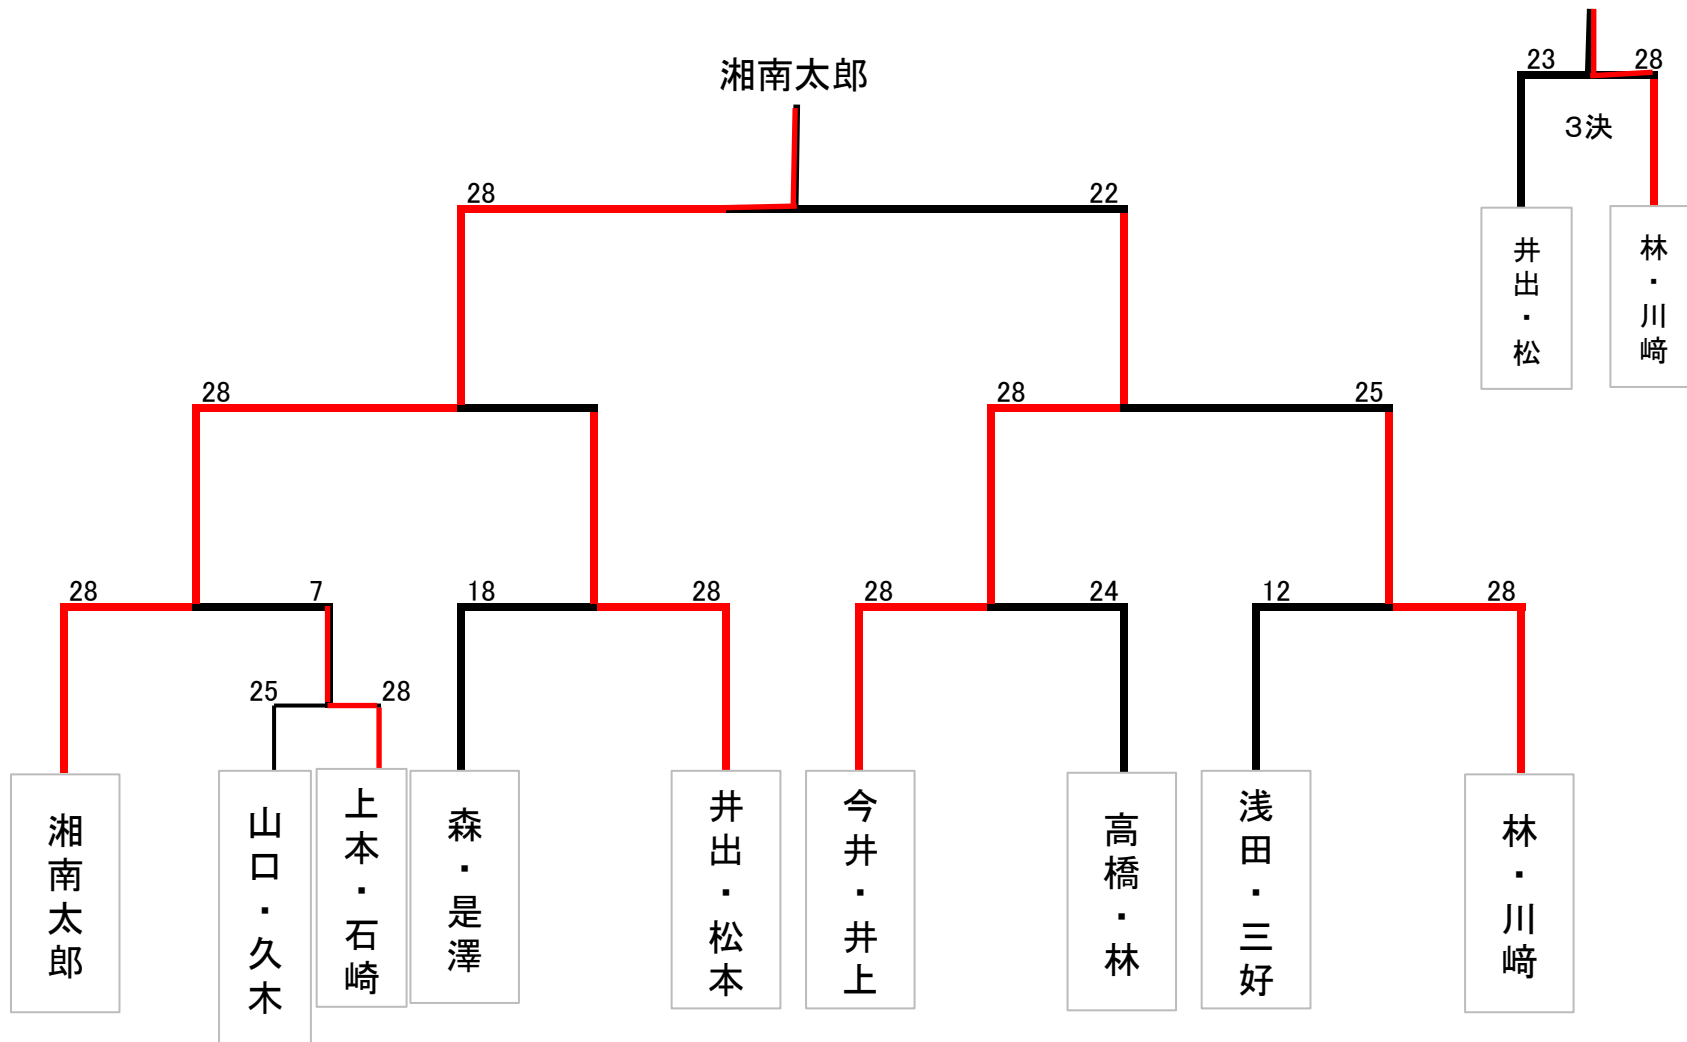 湘南太郎
23
28
3決
井出・松
林・川﨑
28
22
28
28
25
28
7
18
28
28
24
12
28
25
28
湘南太郎
山口・久木
上本・石崎
森・是澤
井出・松本
今井・井上
高橋・林
浅田・三好
林・川﨑